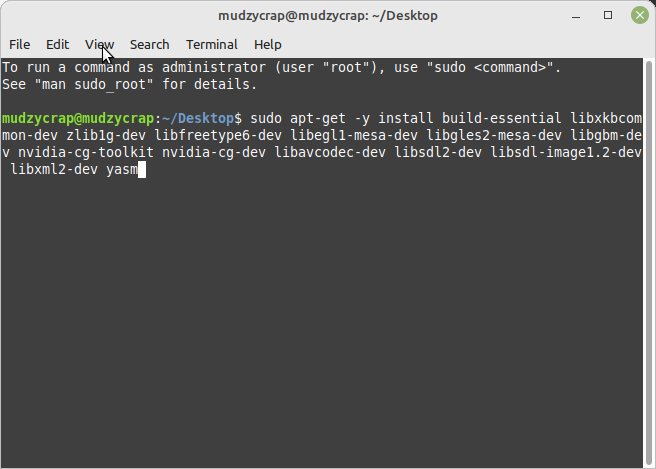 mudzycrap@mudzycrap: ~/Desktop
File Edit View Search Terminal Help
To run a command as administrator (user "root"), use "sudo <command>".
See "man sudo_root" for details.
mudzycrap@mudzycrap:~/Desktop$ sudo apt-get -y install build-essential libxkbcom
mon-dev zlib1g-dev libfreetype6-dev libegl1-mesa-dev libgles2-mesa-dev libgbm-de
v nvidia-cg-toolkit nvidia-cg-dev libavcodec-dev libsdl2-dev libsdl-image1.2-dev
libxml2-dev yasm